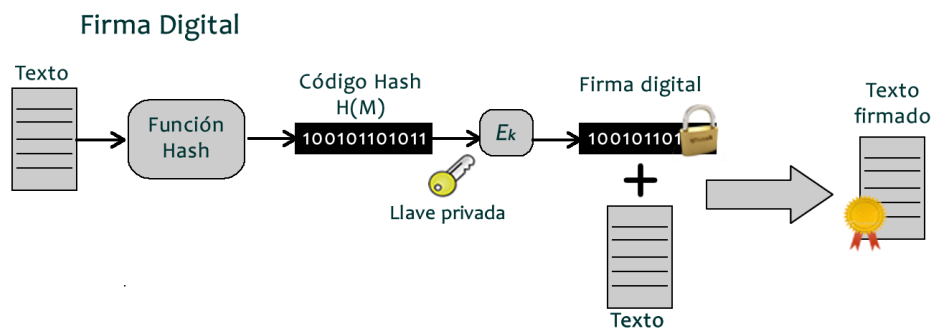 Firma Digital
Texto
Función
Hash
Código Hash
H(M)
100101101011
Llave privada
Ek
Firma digital
100101101
Texto
Texto
firmado